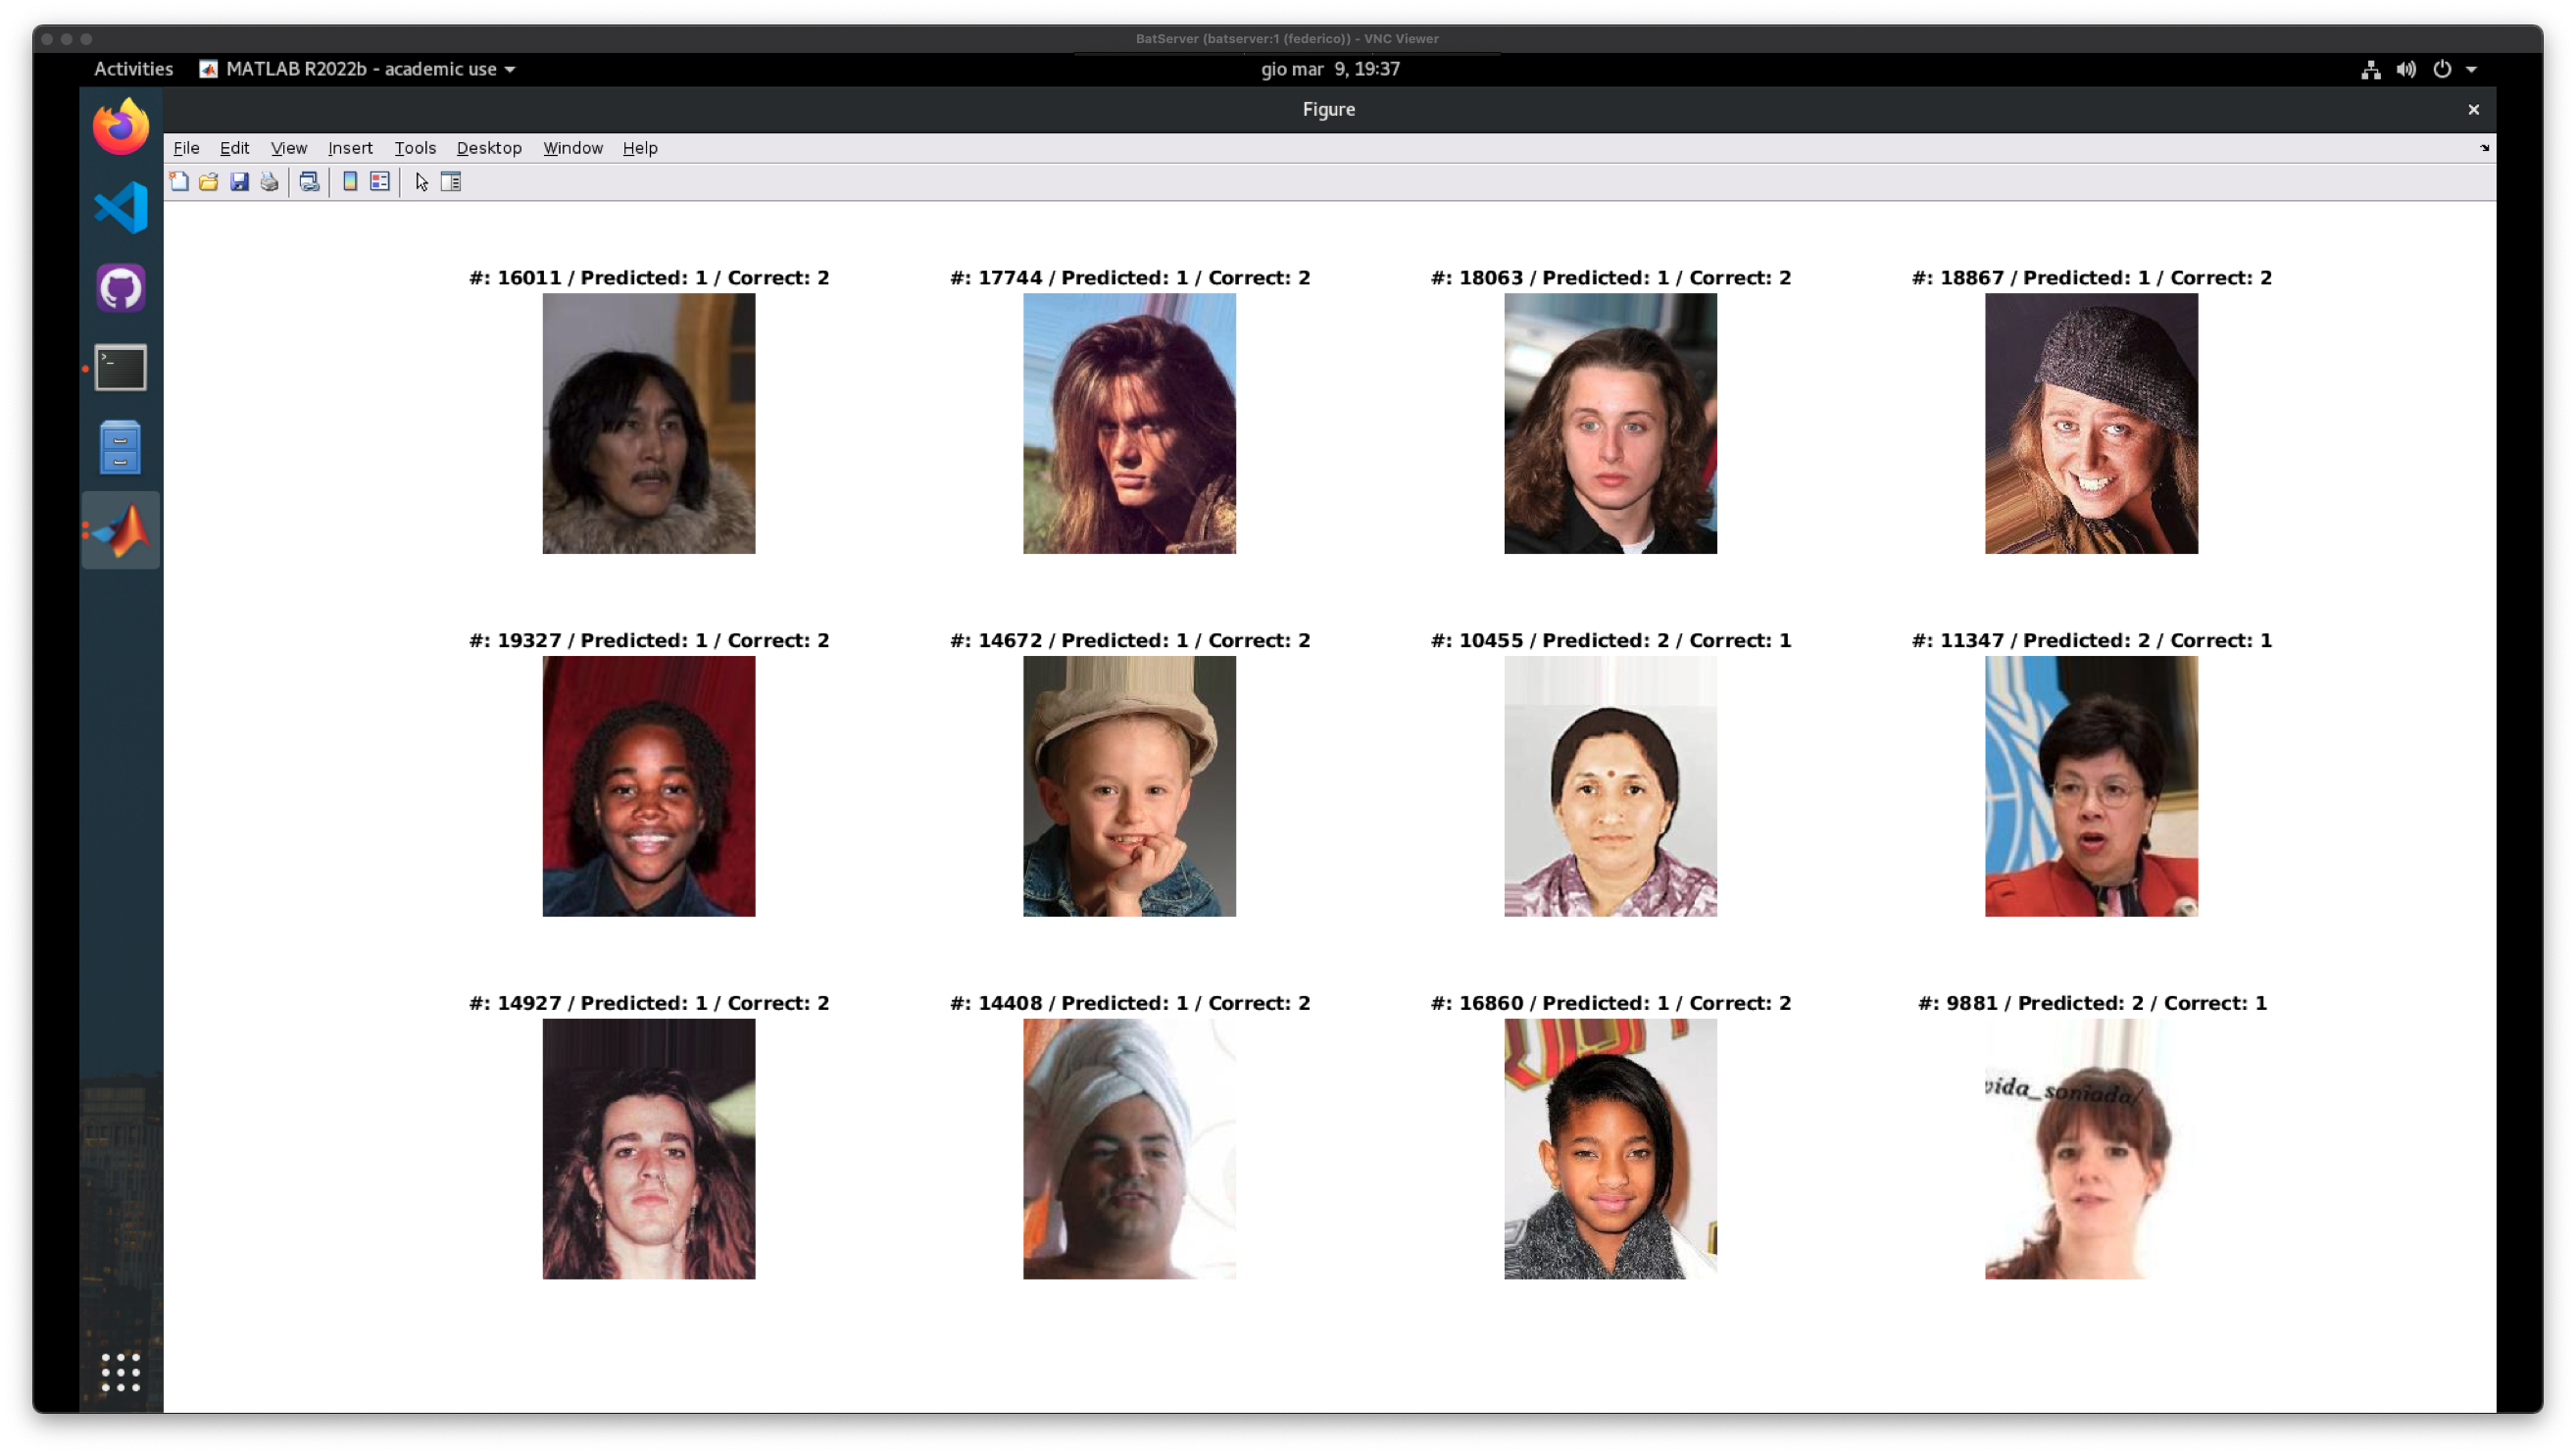 BatServer (batserver:1 (federico)) - VNC Viewer
Activities MATLAB R2022b - academic use gio mar 9, 19:37
Figure
File Edit View Insert Tools Desktop Window Help
#: 16011 / Predicted: 1 / Correct: 2
#: 17744 / Predicted: 1 / Correct: 2
#: 18063 / Predicted: 1 / Correct: 2
#: 18867 / Predicted: 1 / Correct: 2
#: 19327 / Predicted: 1 / Correct: 2
#: 14672 / Predicted: 1 / Correct: 2
#: 10455 / Predicted: 2 / Correct: 1
#: 11347 / Predicted: 2 / Correct: 1
#: 14927 / Predicted: 1 / Correct: 2
#: 14408 / Predicted: 1 / Correct: 2
#: 16860 / Predicted: 1 / Correct: 2
#: 9881 / Predicted: 2 / Correct: 1
vida_soniada/